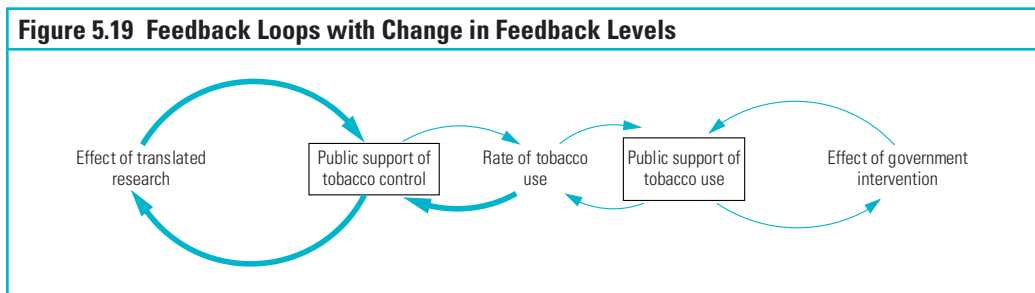 Figure 5.19 Feedback Loops with Change in Feedback Levels
Effect of translated
research
Public support of
tobacco control
Rate of tobacco
use
Public support of
tobacco use
Effect of government
intervention